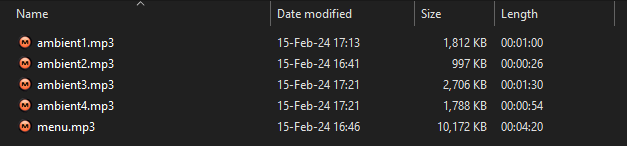 Name Date modified Size Length
ambient1.mp3 15-Feb-24 17:13 1,812 KB 00:01:00
ambient2.mp3 15-Feb-24 16:41 997 KB 00:00:26
ambient3.mp3 15-Feb-24 17:21 2,706 KB 00:01:30
ambient4.mp3 15-Feb-24 17:21 1,788 KB 00:00:54
menu.mp3 15-Feb-24 16:46 10,172 KB 00:04:20